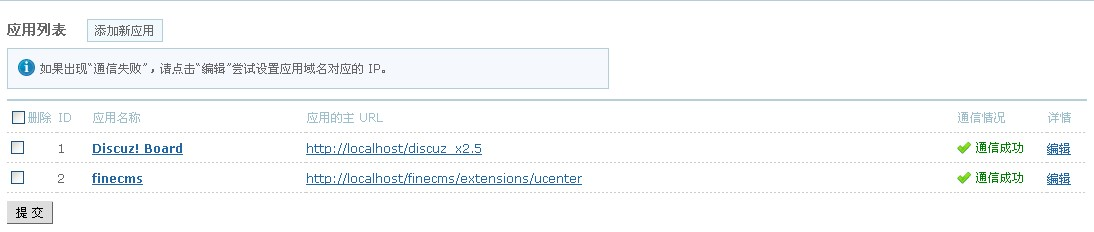 应用列表 添加新应用
如果出现“通信失败”，请点击“编辑”尝试设置应用域名对应的 IP。
删除 ID 应用名称 应用的主 URL 通信情况 详情
1 Discuz! Board http://localhost/discuz_x2.5 通信成功 编辑
2 finecms http://localhost/finecms/extensions/ucenter 通信成功 编辑
提 交